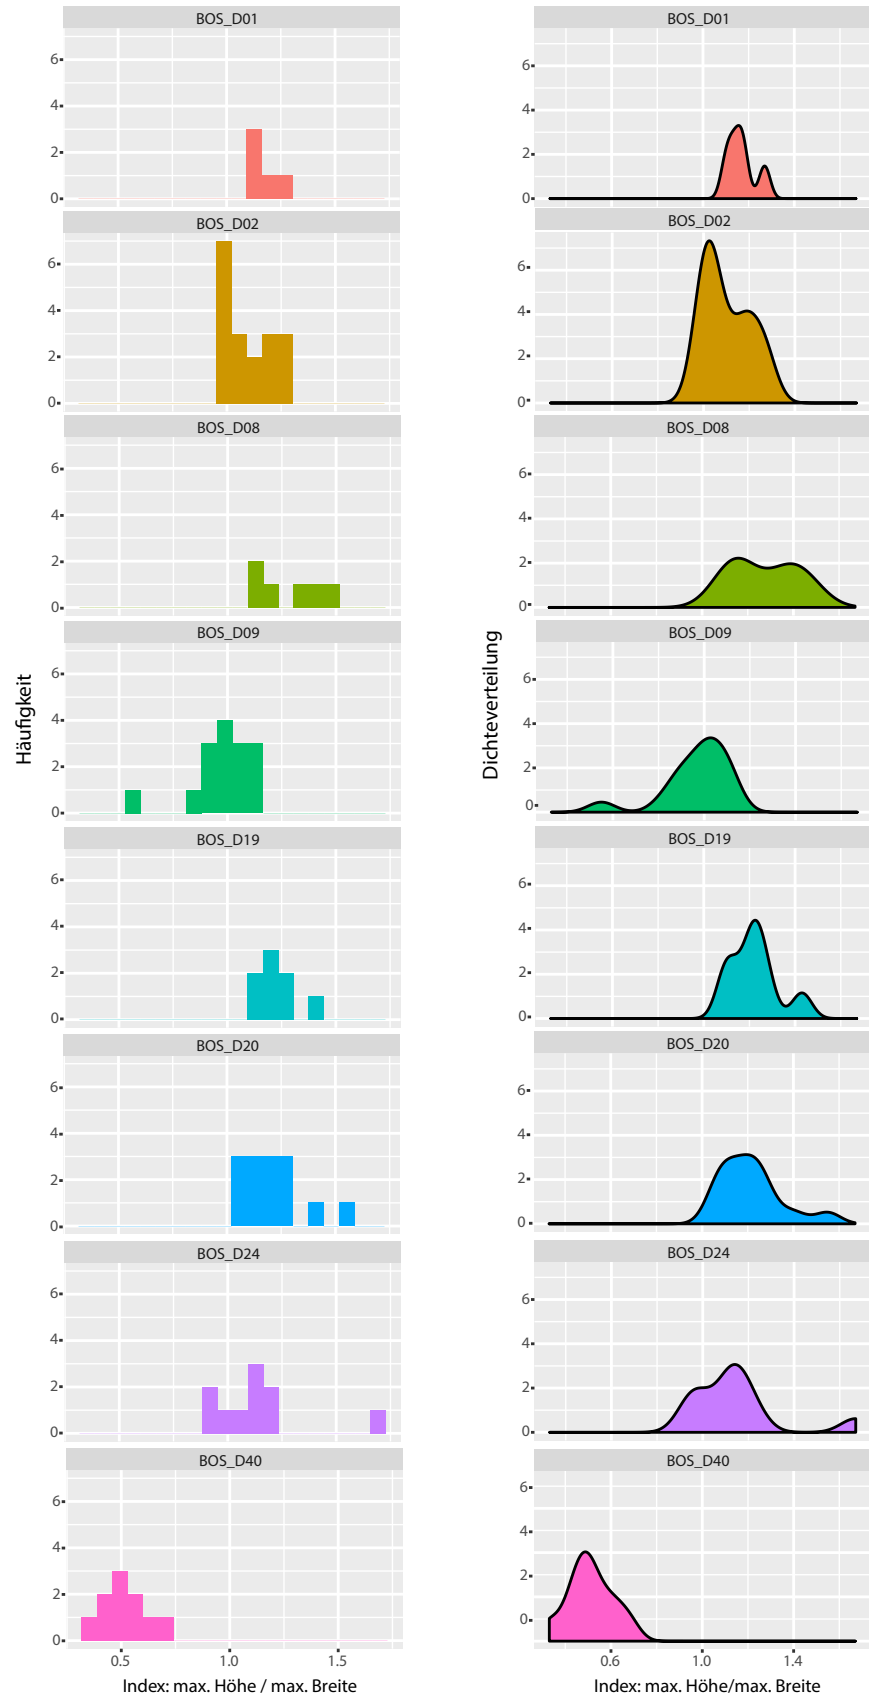 BOS_D01
6
4
2
0
BOS_D02
6
4
2
0
BOS_D08
6
4
2
0
BOS_D09
6
4
2
0
BOS_D19
6
4
2
0
BOS_D20
6
4
2
0
BOS_D24
6
4
2
0
BOS_D40
6
4
2
0
0.5 1.0 1.5
Häufigkeit
Index: max. Höhe / max. Breite
BOS_D01
6
4
2
0
BOS_D02
6
4
2
0
BOS_D08
6
4
2
0
BOS_D09
6
4
2
0
BOS_D19
6
4
2
0
BOS_D20
6
4
2
0
BOS_D24
6
4
2
0
BOS_D40
6
4
2
0
0.6 1.0 1.4
Dichteverteilung
Index: max. Höhe/max. Breite